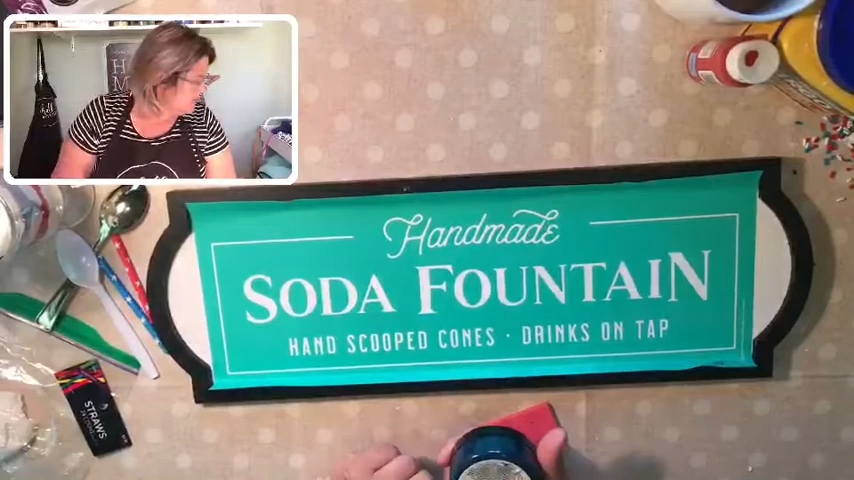 Handmade
SODA FOUNTAIN
HAND SCOOPED CONES · DRINKS ON TAP
STRAWS